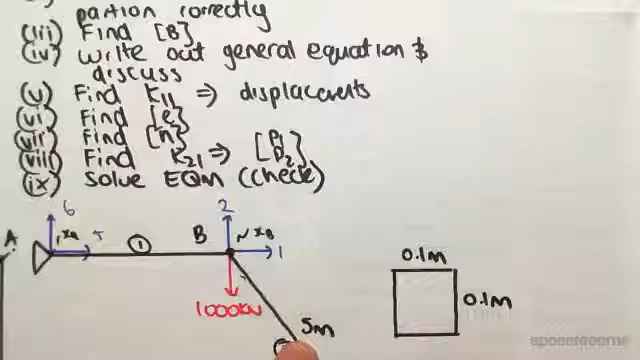 partion correctly
(iii) Find [B]
(iv) Write out general equation &
discuss
(v) Find K11 => displacements
(vi) Find [e]
(vii) Find [n]
(viii) Find K21 => [P1 P2]
(ix) Solve EQM (check)
6
A
5
1
B
2
1
1000kN
5m
0.1m
0.1m